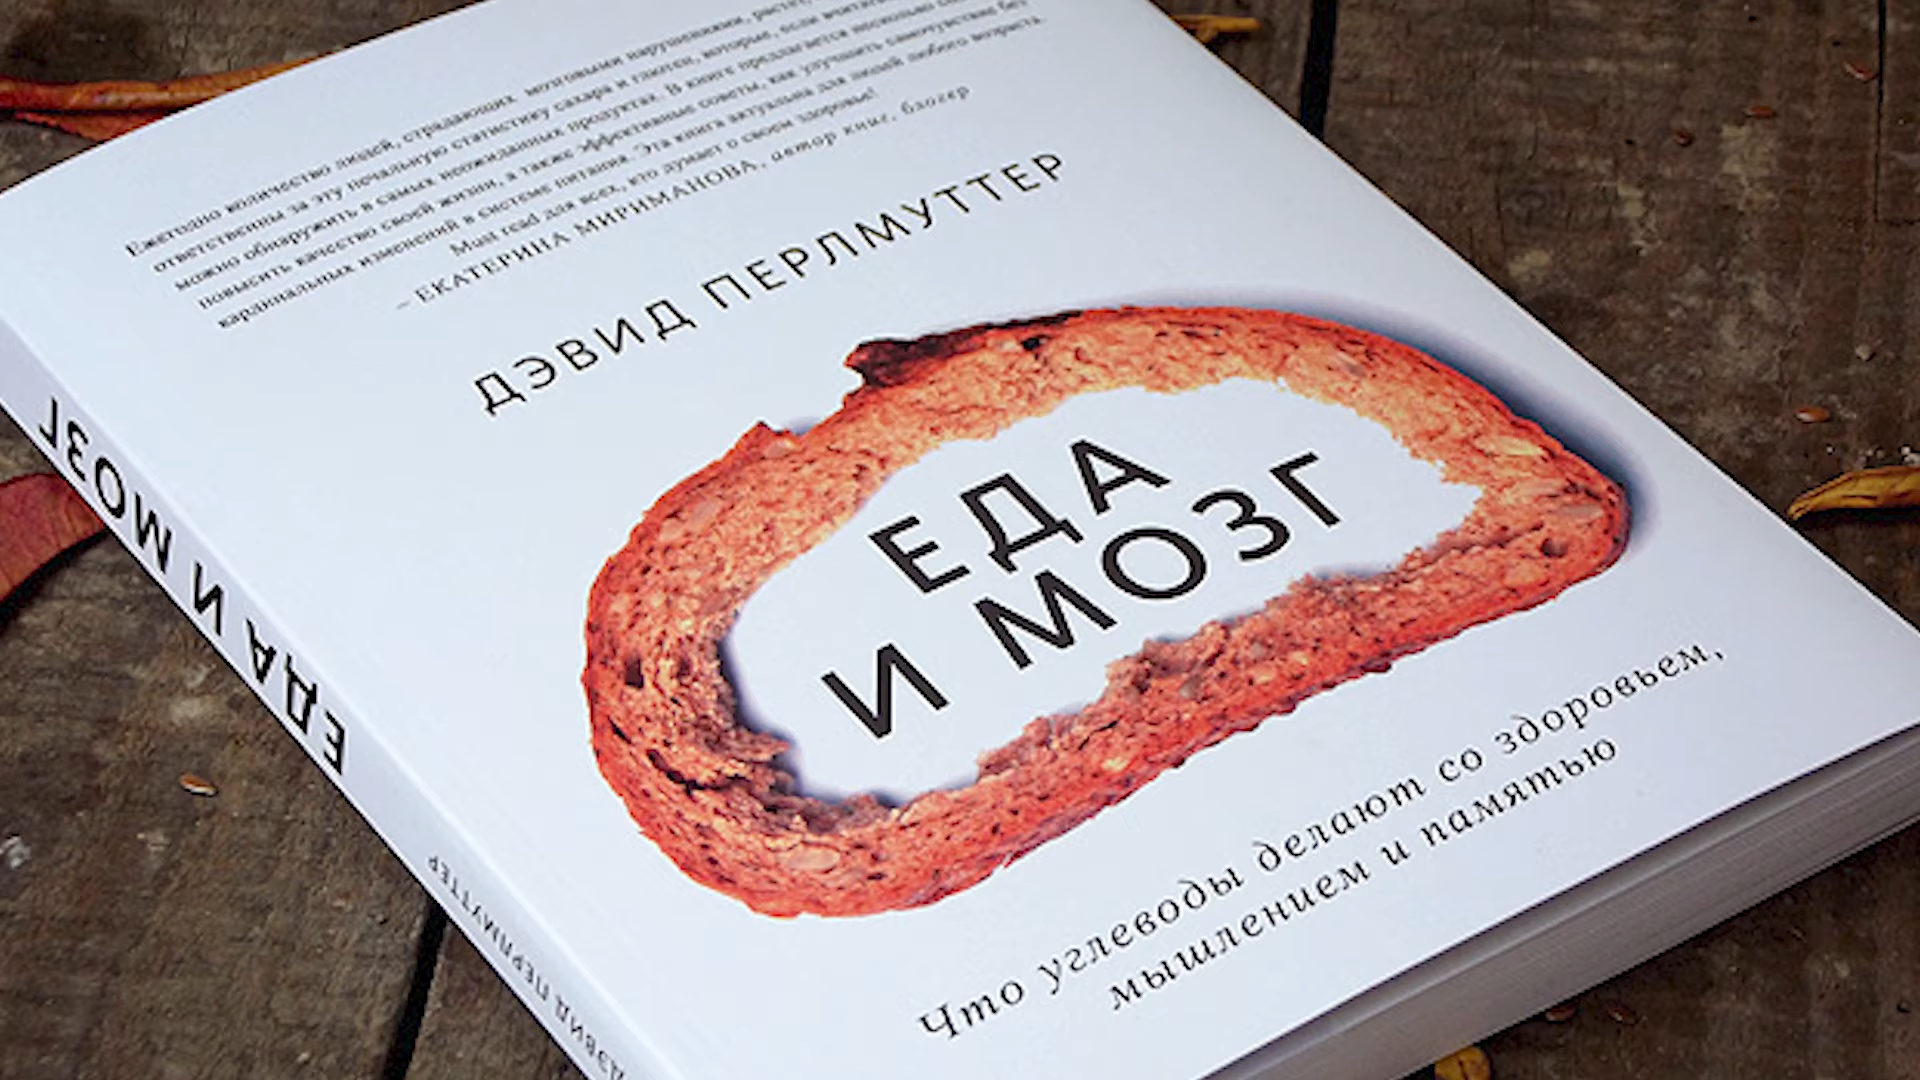 Ежегодно количество людей, страдающих мозговыми нарушениями, растет,
ответственны за эту печальную статистику сахара и глютен, которые, если
можно обнаружить в самых неожиданных продуктах. В книге предлагается несколько
повысить качество своей жизни, а также эффективные советы, как улучшить самочувствие без
кардинальных изменений в системе питания. Эта книга актуальна для людей любого возраста.
Must read для всех, кто думает о своем здоровье!
– ЕКАТЕРИНА МИРИМАНОВА, автор книг, блогер
ДЭВИД ПЕРЛМУТТЕР
ЕДА
И МОЗГ
Что углеводы делают со здоровьем,
мышлением и памятью
ЕДА И МОЗГ
ДЭВИД ПЕРЛМУТТЕР